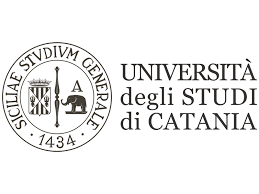 SICILIAE STVDIVM GENERALE
· 1434 ·
A
UNIVERSITÀ
degli STUDI
di CATANIA